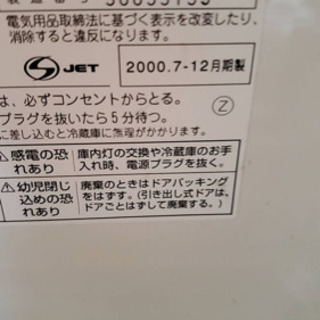 電気用品取締法に基づく表示を改変したり,
消除すると違反になります。
S JET 2000.7-12月期製
は、必ずコンセントからとる。
プラグを抜いたら5分待つ。
に差し込むと冷蔵庫に無理がかかります。
Z
感電の恐れあり
庫内灯の交換や冷蔵庫のお手
入れ時、電源プラグを抜く。
幼児閉じ込めの恐れあり
廃棄のときはドアパッキング
をはずす。(引き出し式ドアは、
ドアごとはずして廃棄する。)